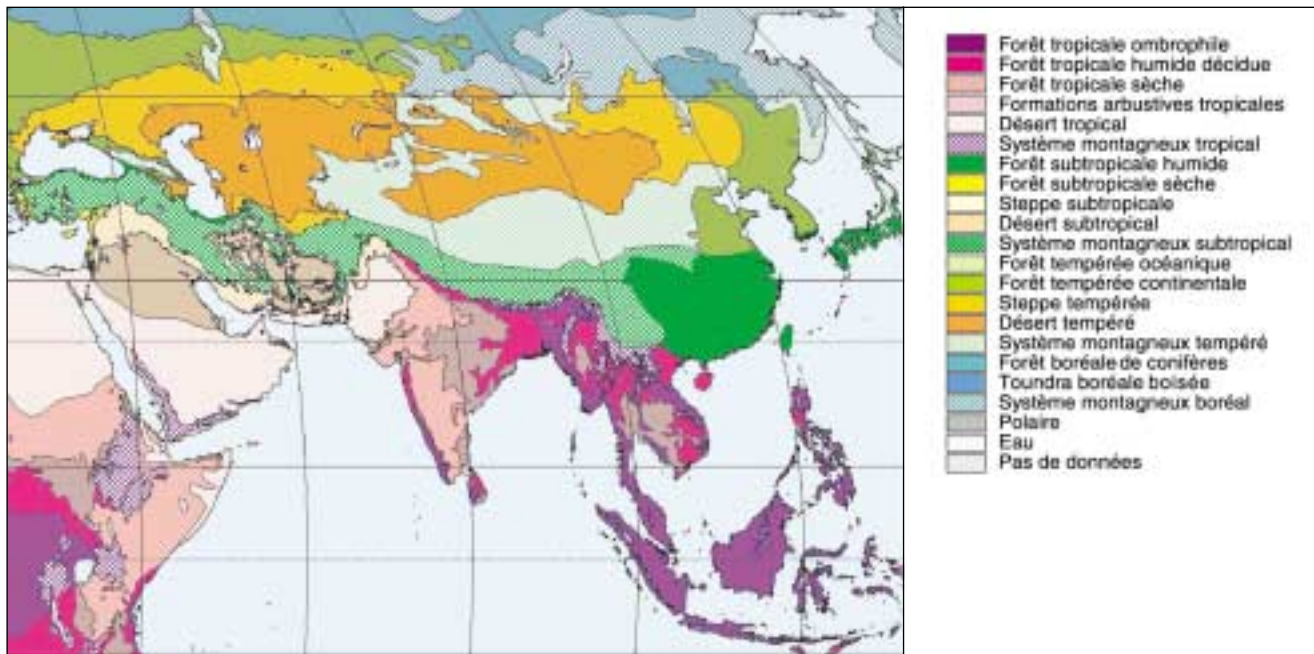 Forêt tropicale ombrophile
Forêt tropicale humide décidue
Forêt tropicale sèche
Formations arbustives tropicales
Désert tropical
Système montagneux tropical
Forêt subtropicale humide
Forêt subtropicale sèche
Steppe subtropicale
Désert subtropical
Système montagneux subtropical
Forêt tempérée océanique
Forêt tempérée continentale
Steppe tempérée
Désert tempéré
Système montagneux tempéré
Forêt boréale de conifères
Toundra boréale boisée
Système montagneux boréal
Polaire
Eau
Pas de données